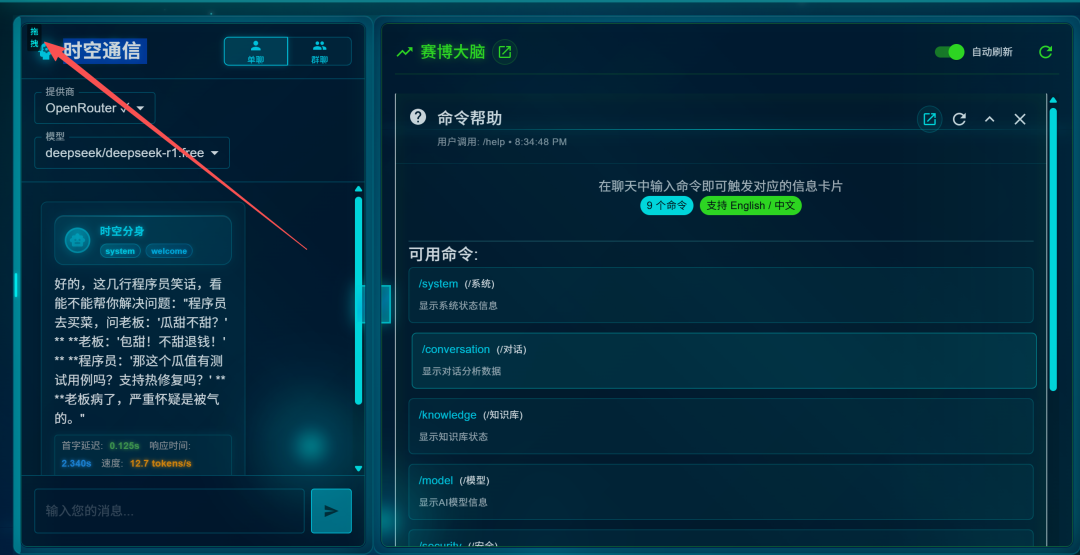 拖
拽
时空通信
单聊
群聊
提供商
OpenRouter ✓
模型
deepseek/deepseek-r1:free
时空分身
system welcome
好的，这几行程序员笑话，看
能不能帮你解决问题："程序员
去买菜，问老板：'瓜甜不甜？'
** **老板：'包甜！不甜退钱！'
** **程序员：'那这个瓜值有测
试用例吗？支持热修复吗？' **
**老板病了，严重怀疑是被气
的。"
首字延迟: 0.125s 响应时间:
2.340s 速度: 12.7 tokens/s
输入您的消息...
赛博大脑
自动刷新
命令帮助
用户调用: /help • 8:34:48 PM
在聊天中输入命令即可触发对应的信息卡片
9 个命令 支持 English / 中文
可用命令:
/system (/系统)
显示系统状态信息
/conversation (/对话)
显示对话分析数据
/knowledge (/知识库)
显示知识库状态
/model (/模型)
显示AI模型信息
/security (/安全)